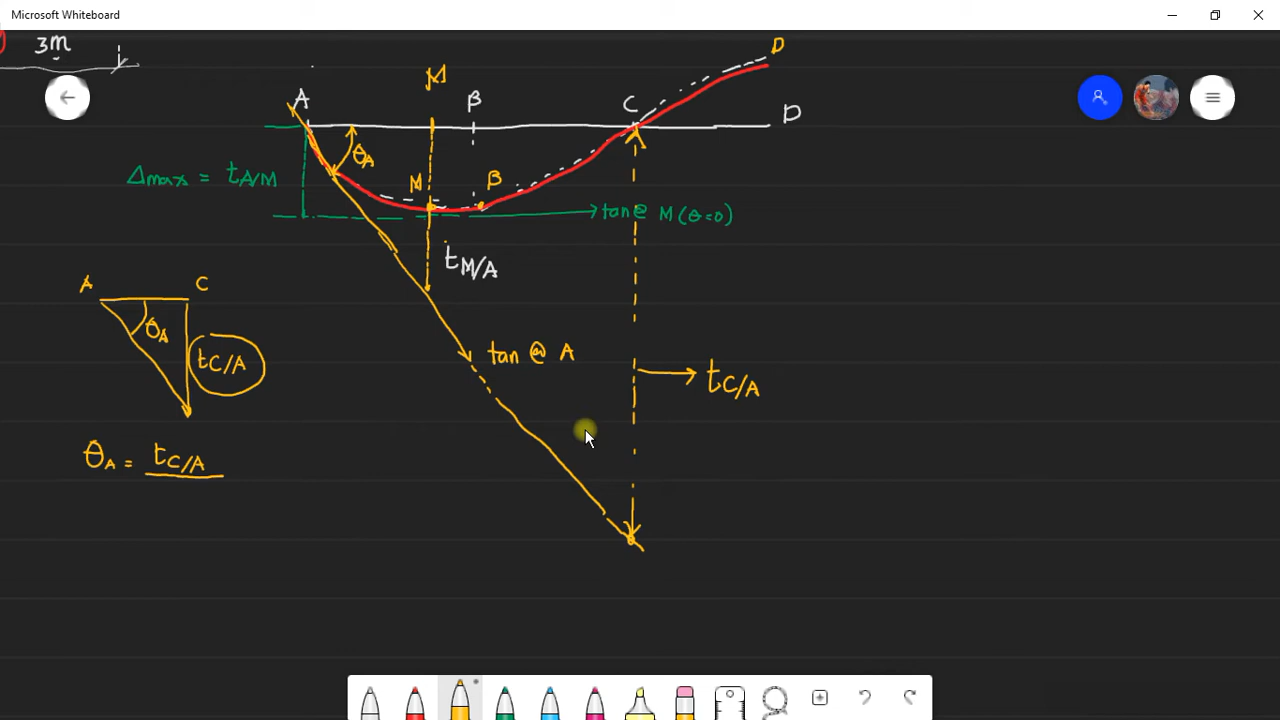 Microsoft Whiteboard
3m
D
M
A
B
C
D
θA
Δmax = tA/M
M
B
tan@ M (θ=0)
tM/A
A
C
θA
tC/A
tan @ A
tC/A
θA = tC/A